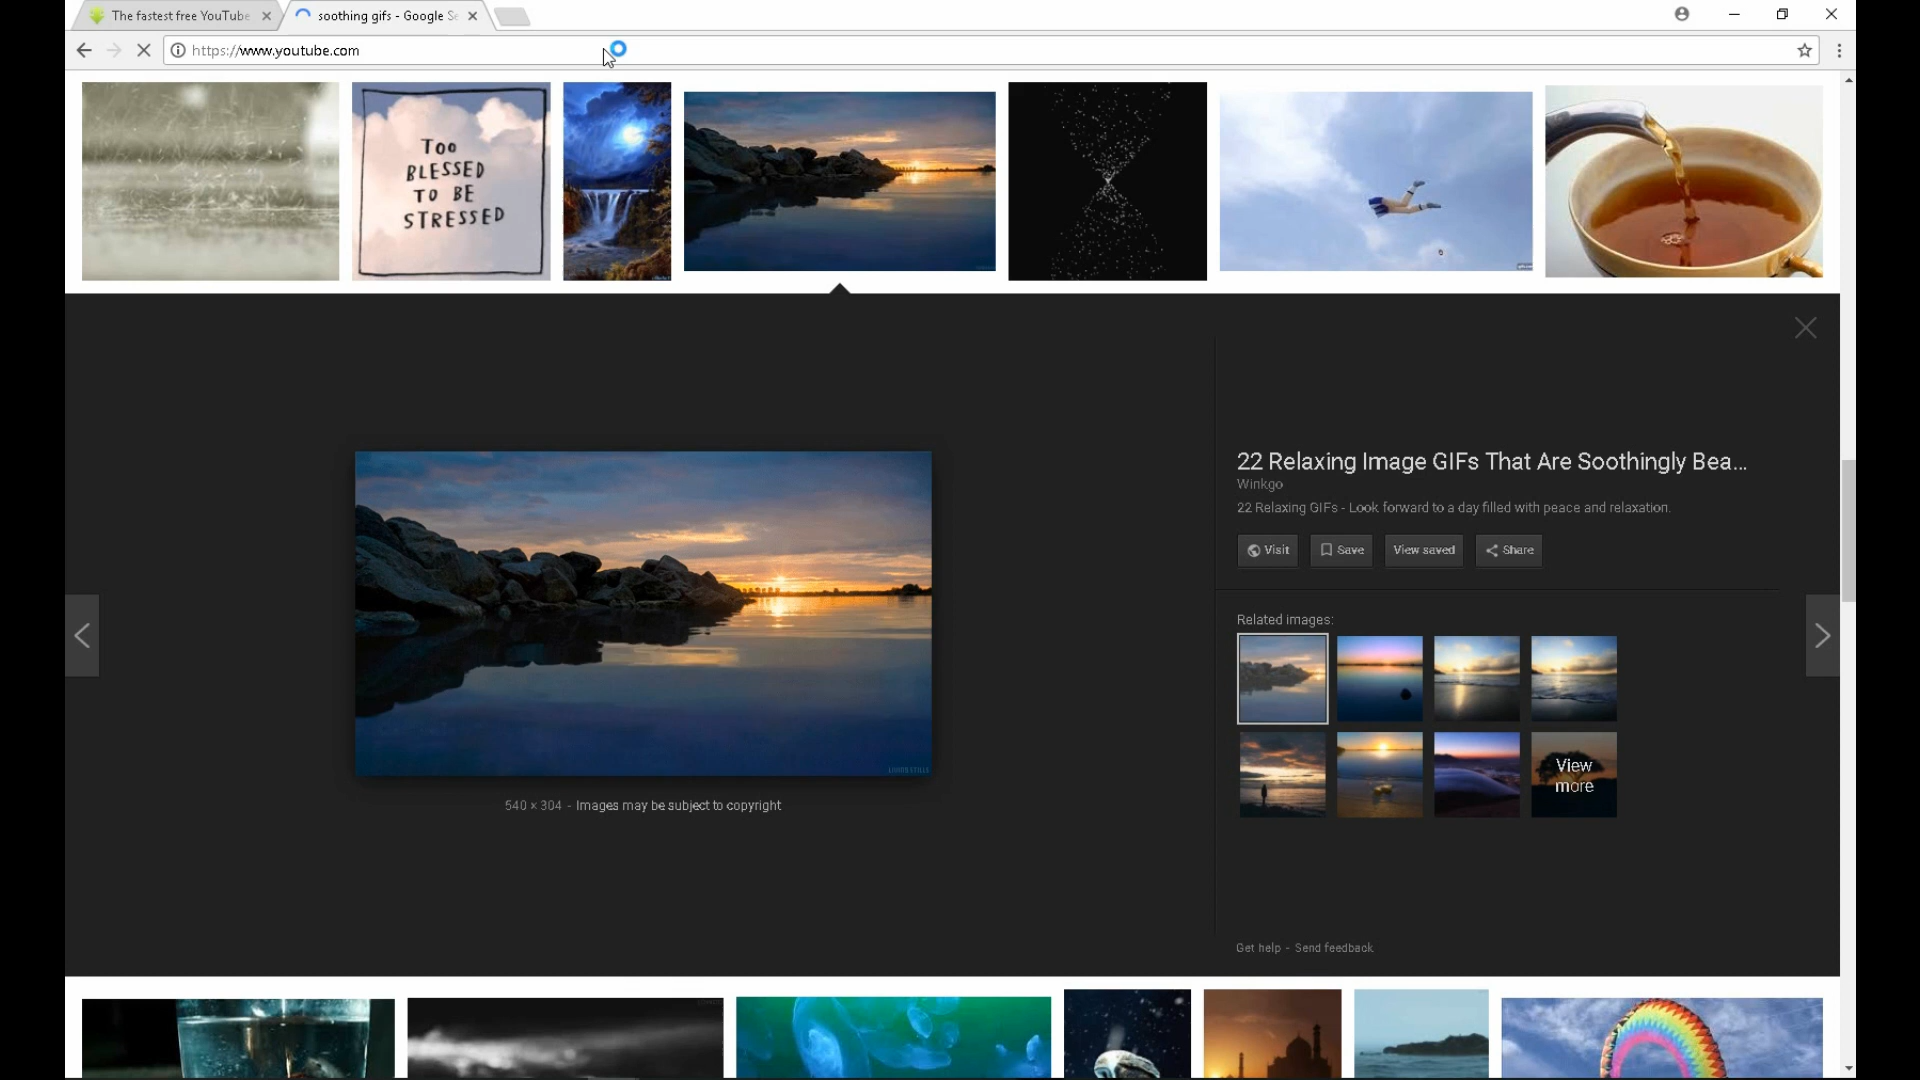 The fastest free YouTube
soothing gifs - Google Se
https://www.youtube.com
TOO
BLESSED
TO BE
STRESSED
22 Relaxing Image GIFs That Are Soothingly Bea...
Winkgo
22 Relaxing GIFs - Look forward to a day filled with peace and relaxation.
Visit
Save
View saved
Share
Related images:
View
more
540 × 304 - Images may be subject to copyright
Get help - Send feedback